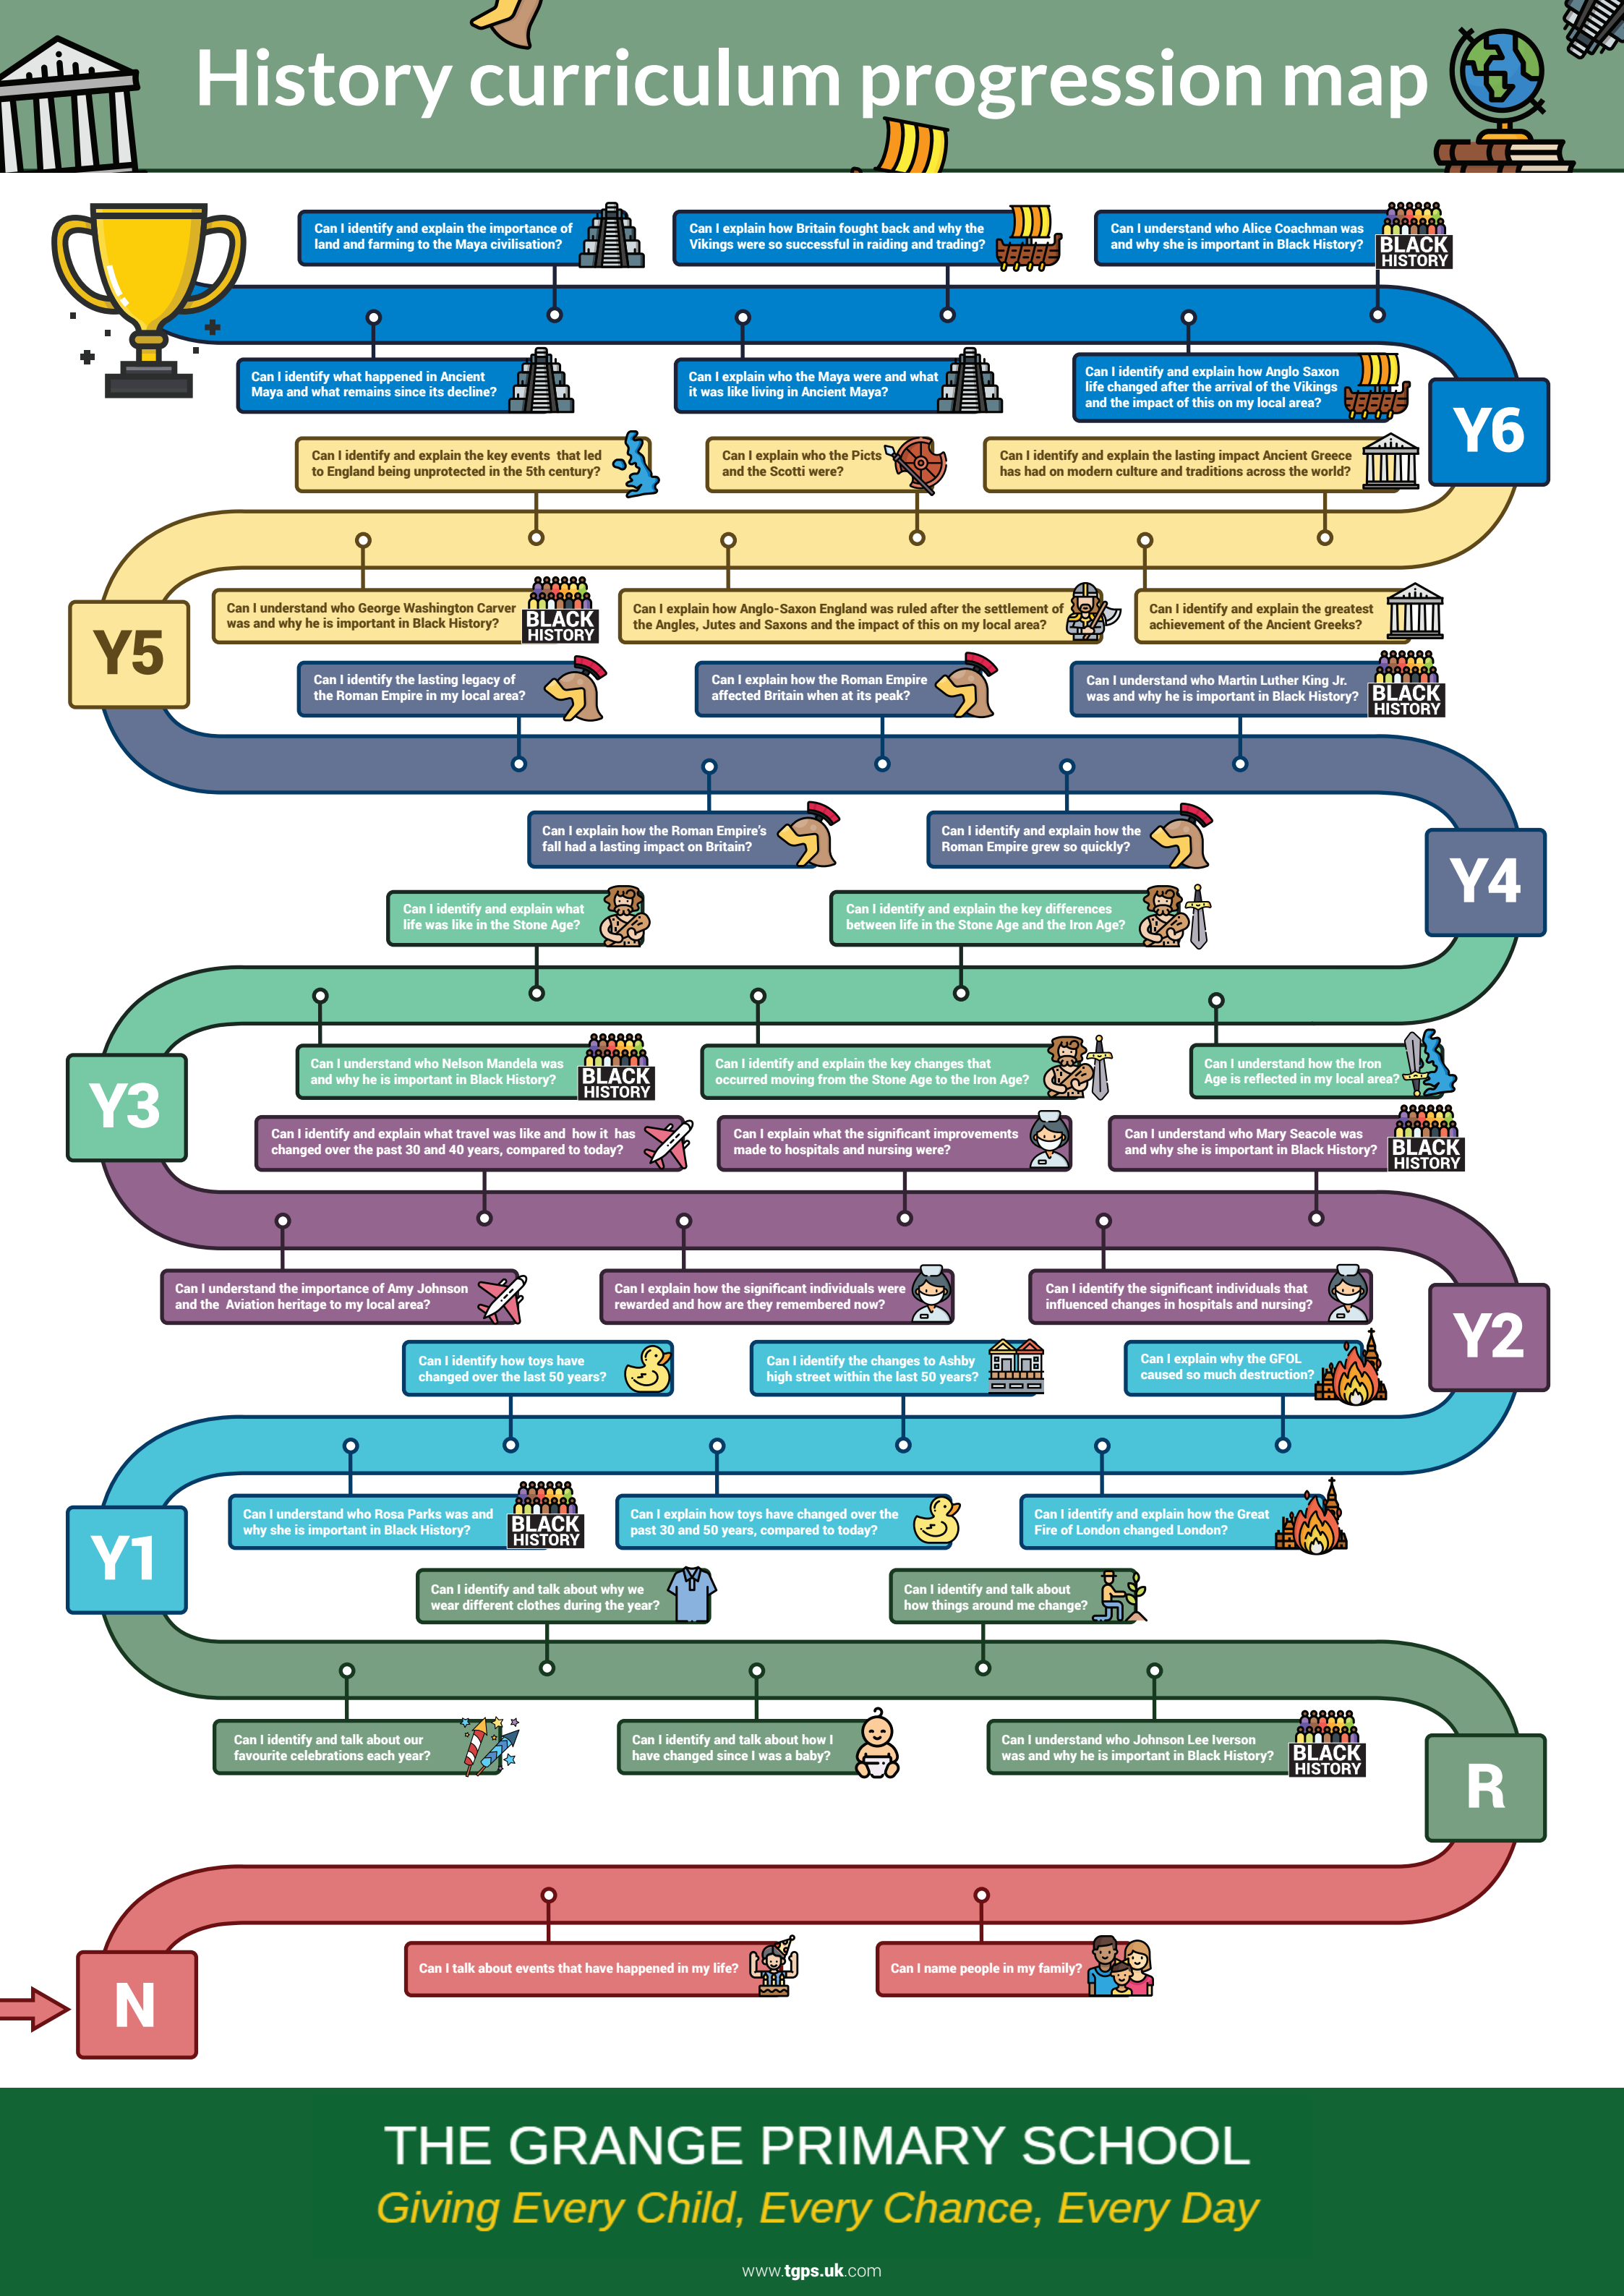 History curriculum progression map
Can I identify and explain the importance of
land and farming to the Maya civilisation?
Can I explain how Britain fought back and why the
Vikings were so successful in raiding and trading?
Can I understand who Alice Coachman was
and why she is important in Black History?
BLACK
HISTORY
Can I identify what happened in Ancient
Maya and what remains since its decline?
Can I explain who the Maya were and what
it was like living in Ancient Maya?
Can I identify and explain how Anglo Saxon
life changed after the arrival of the Vikings
and the impact of this on my local area?
Y6
Can I identify and explain the key events that led
to England being unprotected in the 5th century?
Can I explain who the Picts
and the Scotti were?
Can I identify and explain the lasting impact Ancient Greece
has had on modern culture and traditions across the world?
Can I understand who George Washington Carver
was and why he is important in Black History?
BLACK
HISTORY
Can I explain how Anglo-Saxon England was ruled after the settlement of
the Angles, Jutes and Saxons and the impact of this on my local area?
Can I identify and explain the greatest
achievement of the Ancient Greeks?
Y5
Can I identify the lasting legacy of
the Roman Empire in my local area?
Can I explain how the Roman Empire
affected Britain when at its peak?
Can I understand who Martin Luther King Jr.
was and why he is important in Black History?
BLACK
HISTORY
Can I explain how the Roman Empire's
fall had a lasting impact on Britain?
Can I identify and explain how the
Roman Empire grew so quickly?
Y4
Can I identify and explain what
life was like in the Stone Age?
Can I identify and explain the key differences
between life in the Stone Age and the Iron Age?
Can I understand who Nelson Mandela was
and why he is important in Black History?
BLACK
HISTORY
Can I identify and explain the key changes that
occurred moving from the Stone Age to the Iron Age?
Can I understand how the Iron
Age is reflected in my local area?
Y3
Can I identify and explain what travel was like and how it has
changed over the past 30 and 40 years, compared to today?
Can I explain what the significant improvements
made to hospitals and nursing were?
Can I understand who Mary Seacole was
and why she is important in Black History?
BLACK
HISTORY
Can I understand the importance of Amy Johnson
and the Aviation heritage to my local area?
Can I explain how the significant individuals were
rewarded and how are they remembered now?
Can I identify the significant individuals that
influenced changes in hospitals and nursing?
Y2
Can I identify how toys have
changed over the last 50 years?
Can I identify the changes to Ashby
high street within the last 50 years?
Can I explain why the GFOL
caused so much destruction?
Can I understand who Rosa Parks was and
why she is important in Black History?
BLACK
HISTORY
Can I explain how toys have changed over the
past 30 and 50 years, compared to today?
Can I identify and explain how the Great
Fire of London changed London?
Y1
Can I identify and talk about why we
wear different clothes during the year?
Can I identify and talk about
how things around me change?
Can I identify and talk about our
favourite celebrations each year?
Can I identify and talk about how I
have changed since I was a baby?
Can I understand who Johnson Lee Iverson
was and why he is important in Black History?
BLACK
HISTORY
R
Can I talk about events that have happened in my life?
Can I name people in my family?
N
THE GRANGE PRIMARY SCHOOL
Giving Every Child, Every Chance, Every Day
www.tgps.uk.com